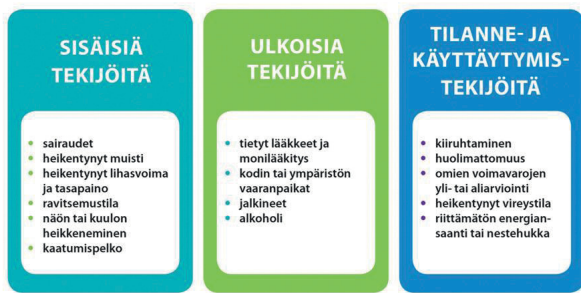 SISÄISIÄ
TEKIJÖITÄ
• sairaudet
• heikentynyt muisti
• heikentynyt lihasvoima
ja tasapaino
• ravitsemustila
• näön tai kuulon
heikkeneminen
• kaatumispelko
ULKOISIA
TEKIJÖITÄ
• tietyt lääkkeet ja
monilääkitys
• kodin tai ympäristön
vaaranpaikat
• jalkineet
• alkoholi
TILANNE- JA
KÄYTTÄYTYMIS-
TEKIJÖITÄ
• kiiruhtaminen
• huolimattomuus
• omien voimavarojen
yli- tai aliarviointi
• heikentynyt vireystila
• riittämätön energian-
saanti tai nestehukka